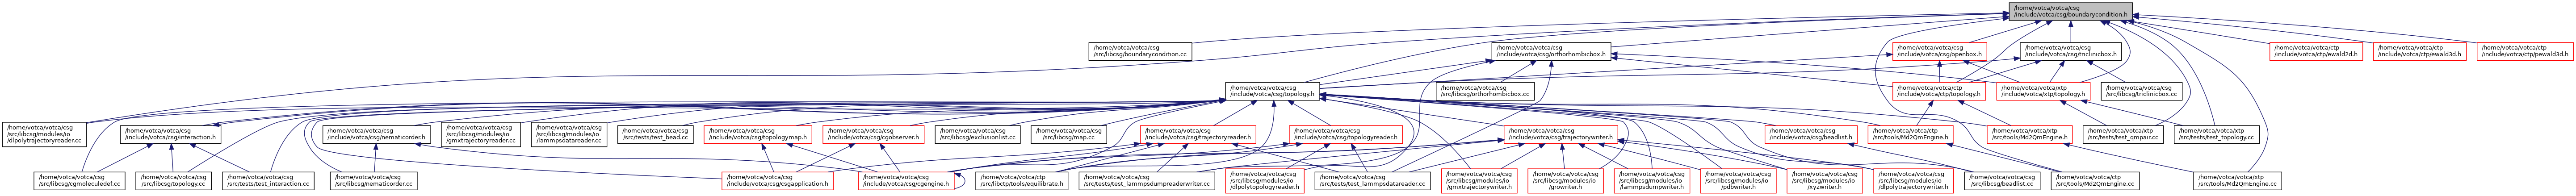 /home/votca/votca/csg
/include/votca/csg/boundarycondition.h
/home/votca/votca/csg
/src/libcsg/boundarycondition.cc
/home/votca/votca/csg
/include/votca/csg/orthorhombicbox.h
/home/votca/votca/csg
/include/votca/csg/openbox.h
/home/votca/votca/csg
/include/votca/csg/triclinicbox.h
/home/votca/votca/ctp
/include/votca/ctp/ewald2d.h
/home/votca/votca/ctp
/include/votca/ctp/ewald3d.h
/home/votca/votca/ctp
/include/votca/ctp/pewald3d.h
/home/votca/votca/csg
/include/votca/csg/topology.h
/home/votca/votca/csg
/src/libcsg/orthorhombcbox.cc
/home/votca/votca/ctp
/include/votca/ctp/topology.h
/home/votca/votca/xtp
/include/votca/xtp/topology.h
/home/votca/votca/csg
/src/libcsg/triclinicbox.cc
/home/votca/votca/csg
/src/libcsg/modules/io
/dlpolytrajectoryreader.cc
/home/votca/votca/csg
/include/votca/csg/interaction.h
/home/votca/votca/csg
/include/votca/csg/nematicorder.h
/home/votca/votca/csg
/src/libcsg/modules/io
/gmxtrajectoryreader.cc
/home/votca/votca/csg
/src/libcsg/modules/io
/lammpsdatareader.cc
/home/votca/votca/csg
/src/tests/test_bead.cc
/home/votca/votca/csg
/include/votca/csg/topologymap.h
/home/votca/votca/csg
/include/votca/csg/cgobserver.h
/home/votca/votca/csg
/src/libcsg/exclusionlist.cc
/home/votca/votca/csg
/src/libcsg/map.cc
/home/votca/votca/csg
/include/votca/csg/trajectoryreader.h
/home/votca/votca/csg
/include/votca/csg/topologyreader.h
/home/votca/votca/csg
/include/votca/csg/trajectorywriter.h
/home/votca/votca/csg
/include/votca/csg/beadlist.h
/home/votca/votca/ctp
/src/tools/Md2QmEngine.h
/home/votca/votca/xtp
/src/tools/Md2QmEngine.h
/home/votca/votca/xtp
/src/tests/test_qmpair.cc
/home/votca/votca/xtp
/src/tests/test_topology.cc
/home/votca/votca/csg
/src/libcsg/cgmoleculedef.cc
/home/votca/votca/csg
/src/libcsg/topology.cc
/home/votca/votca/csg
/src/tests/test_interaction.cc
/home/votca/votca/csg
/src/libcsg/nematicorder.cc
/home/votca/votca/csg
/include/votca/csg/csgapplication.h
/home/votca/votca/csg
/include/votca/csg/cgengine.h
/home/votca/votca/ctp
/src/libctp/tools/equilibrate.h
/home/votca/votca/csg
/src/tests/test_lammpsdumpreaderwriter.cc
/home/votca/votca/csg
/src/libcsg/modules/io
/dlpolytopologyreader.h
/home/votca/votca/csg
/src/tests/test_lammpsdatareader.cc
/home/votca/votca/csg
/src/libcsg/modules/io
/gmxtrajectorywriter.h
/home/votca/votca/csg
/src/libcsg/modules/io
/growriter.h
/home/votca/votca/csg
/src/libcsg/modules/io
/lammpsdumpwriter.h
/home/votca/votca/csg
/src/libcsg/modules/io
/pdbwriter.h
/home/votca/votca/csg
/src/libcsg/modules/io
/xyzwriter.h
/home/votca/votca/csg
/src/libcsg/modules/io
/dlpolytrajectorywriter.h
/home/votca/votca/csg
/src/libcsg/beadlist.cc
/home/votca/votca/ctp
/src/tools/Md2QmEngine.cc
/home/votca/votca/xtp
/src/tools/Md2QmEngine.cc